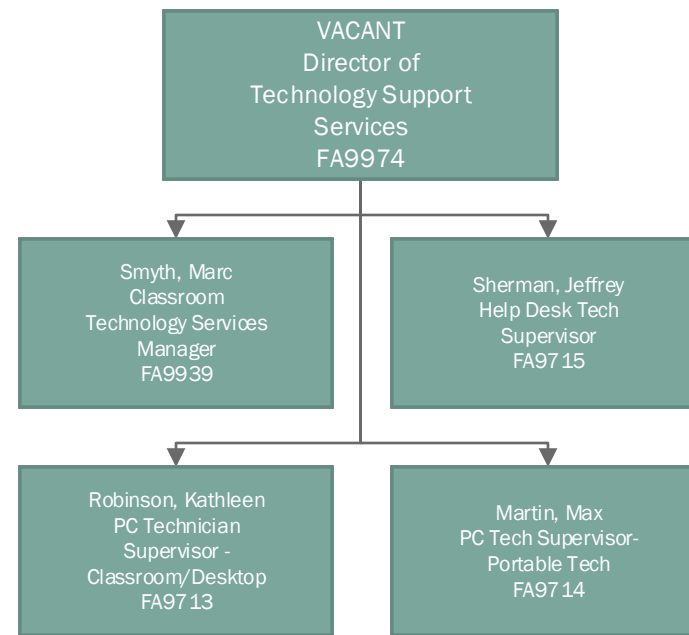 VACANT
Director of
Technology Support
Services
FA9974
Smyth, Marc
Classroom
Technology Services
Manager
FA9939
Sherman, Jeffrey
Help Desk Tech
Supervisor
FA9715
Robinson, Kathleen
PC Technician
Supervisor -
Classroom/Desktop
FA9713
Martin, Max
PC Tech Supervisor-
Portable Tech
FA9714